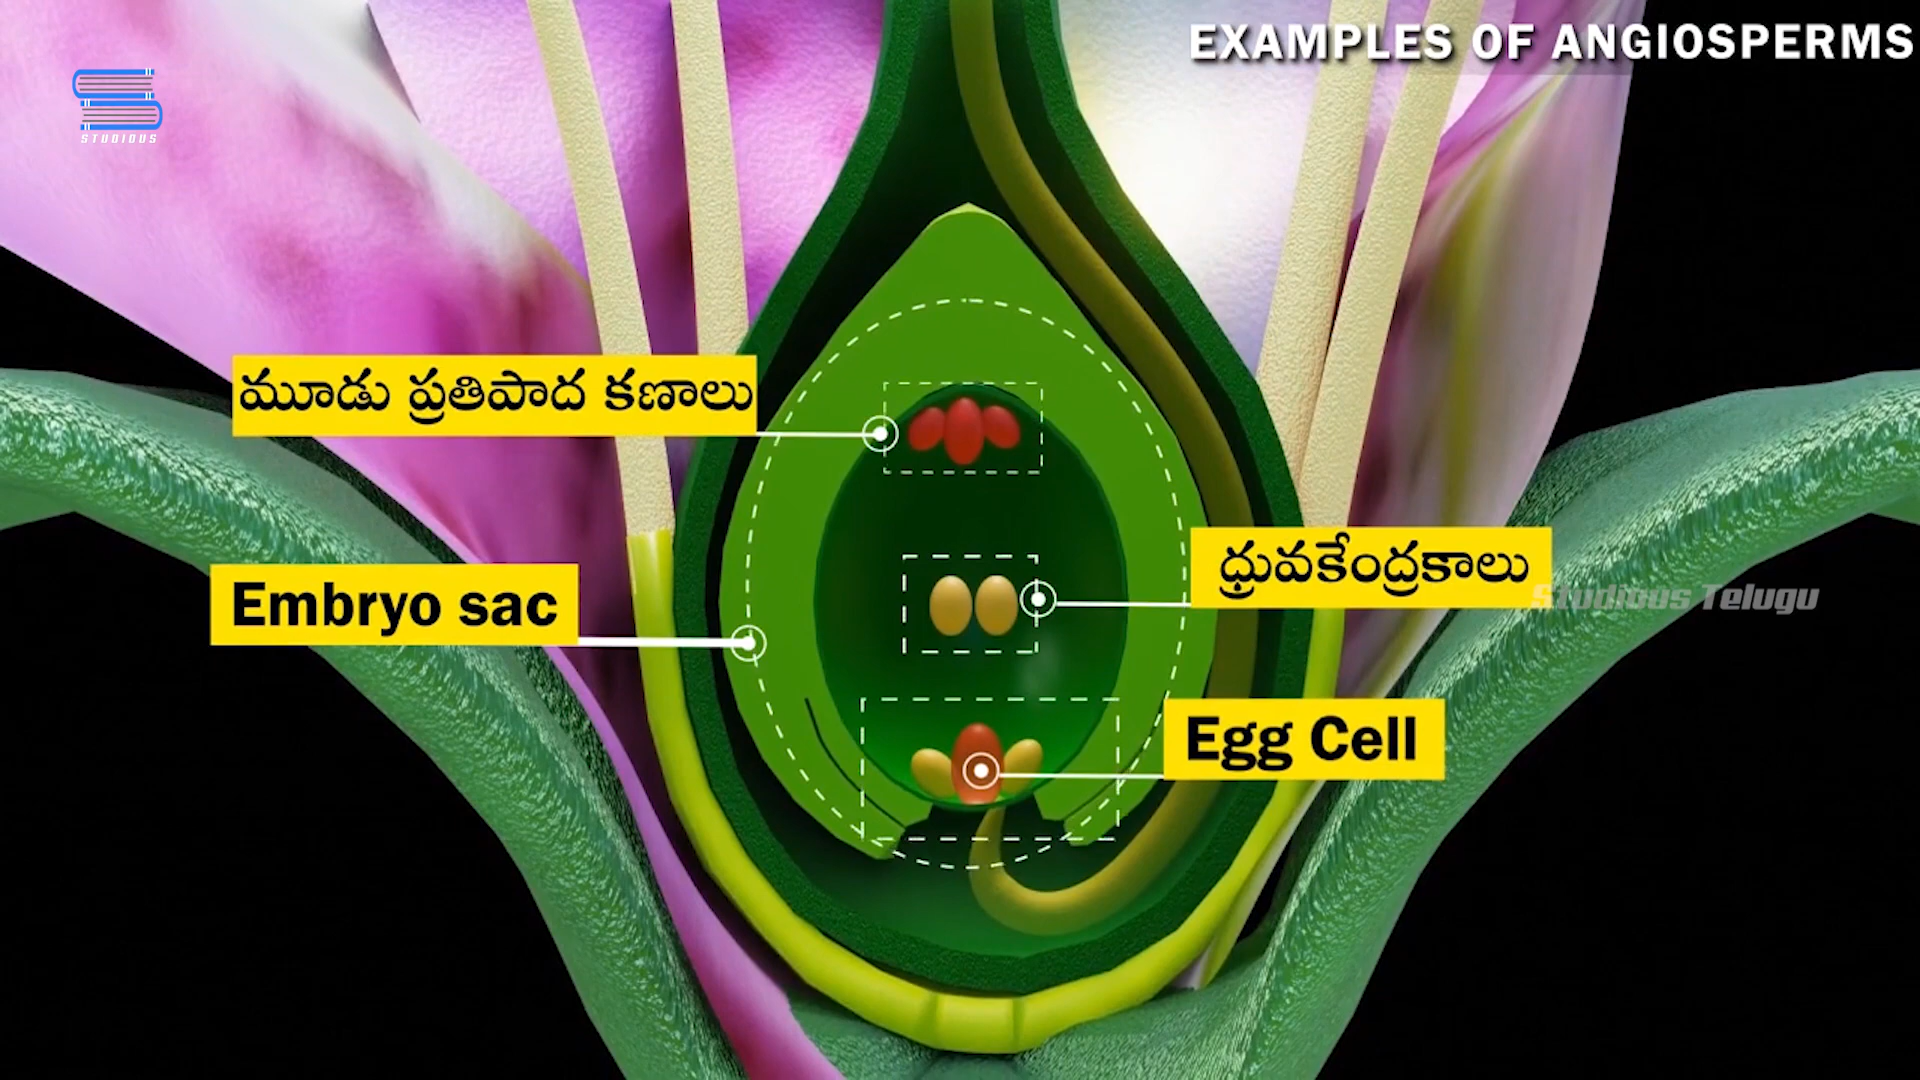 EXAMPLES OF ANGIOSPERMS
STUDIOUS
మూడు ప్రతిపాద కణాలు
ధ్రువకేంద్రకాలు
Embryo sac
Studious Telugu
Egg Cell